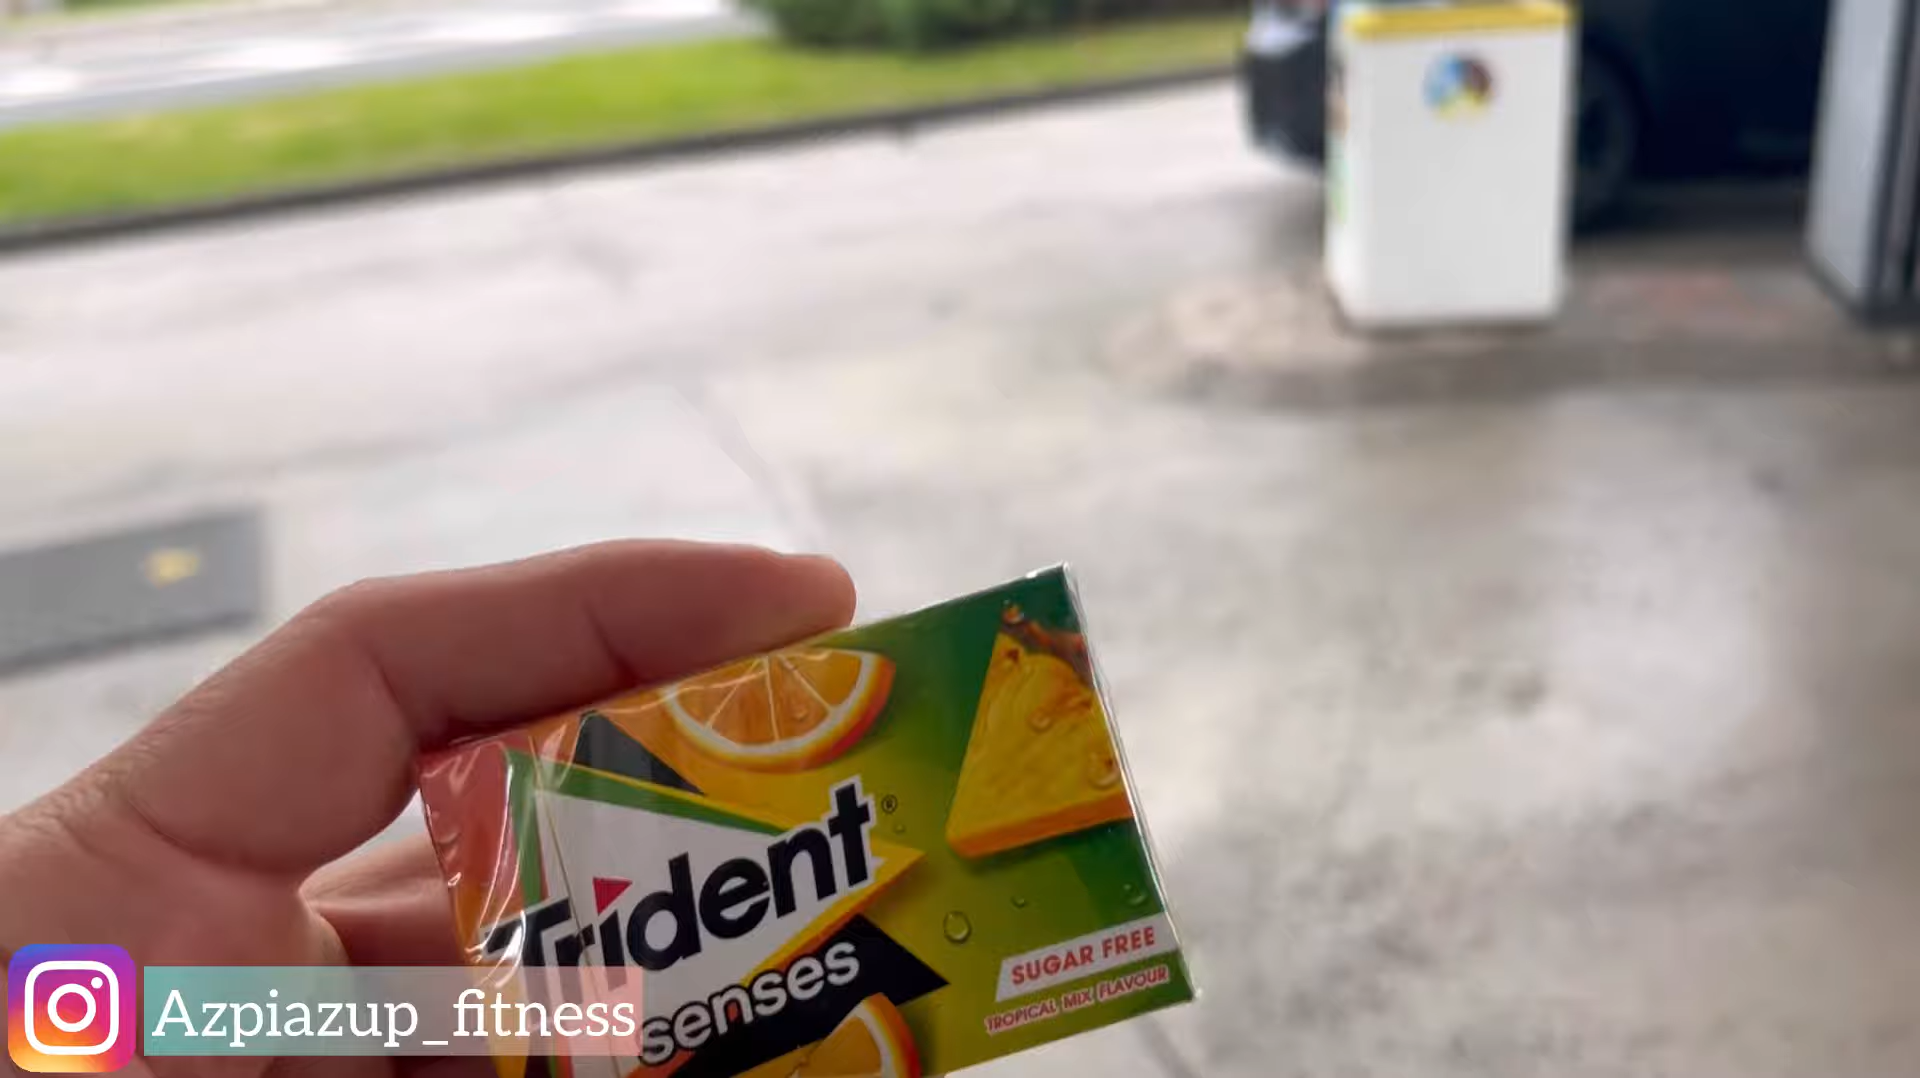 Trident®
senses
SUGAR FREE
TROPICAL MIX FLAVOUR
Azpiazup_fitness